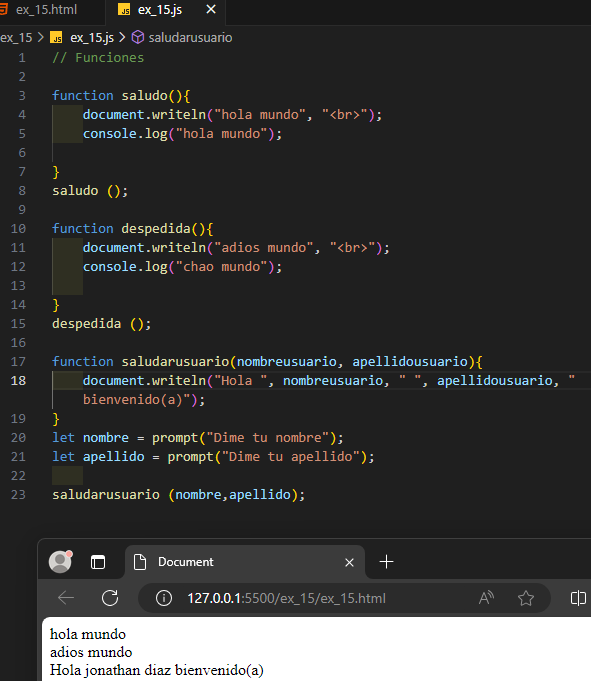 ex_15.html
JS ex_15.js
ex_15 > JS ex_15.js > saludarusuario
1 // Funciones
2
3 function saludo(){
4 document.writeln("hola mundo", "<br>");
5 console.log("hola mundo");
6
7 }
8 saludo ();
9
10 function despedida(){
11 document.writeln("adios mundo", "<br>");
12 console.log("chao mundo");
13
14 }
15 despedida ();
16
17 function saludarusuario(nombreusuario, apellidousuario){
18 document.writeln("Hola ", nombreusuario, " ", apellidousuario, "
bienvenido(a)");
19 }
20 let nombre = prompt("Dime tu nombre");
21 let apellido = prompt("Dime tu apellido");
22
23 saludarusuario (nombre,apellido);
Document
127.0.0.1:5500/ex_15/ex_15.html
hola mundo
adios mundo
Hola jonathan diaz bienvenido(a)